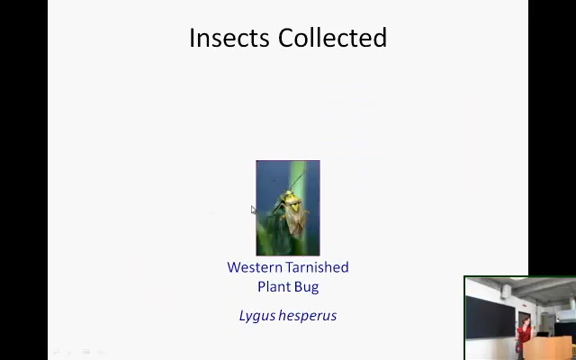 Insects Collected
Western Tarnished
Plant Bug
Lygus hesperus